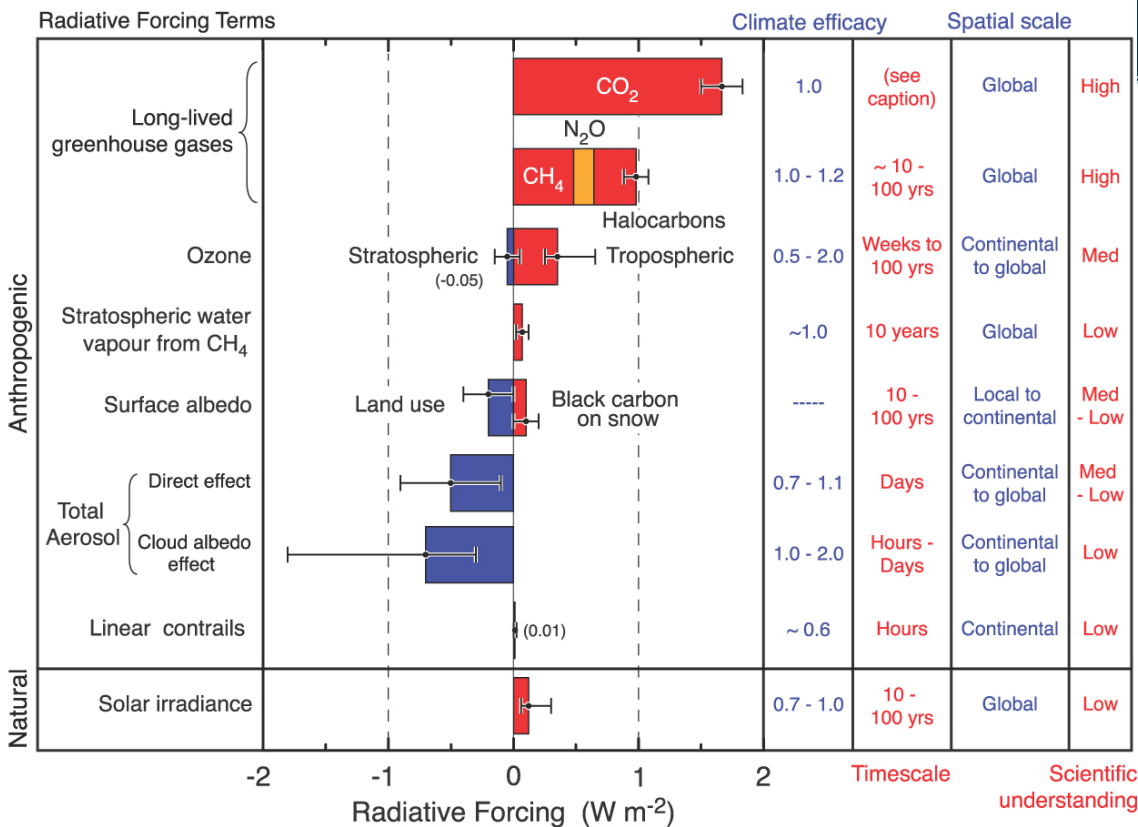 Radiative Forcing Terms
Climate efficacy
Spatial scale
Anthropogenic
Long-lived
greenhouse gases
CO₂
1.0
(see
caption)
Global
High
N₂O
CH₄
Halocarbons
1.0 - 1.2
~ 10 -
100 yrs
Global
High
Ozone
Stratospheric
(-0.05)
Tropospheric
0.5 - 2.0
Weeks to
100 yrs
Continental
to global
Med
Stratospheric water
vapour from CH₄
~1.0
10 years
Global
Low
Surface albedo
Land use
Black carbon
on snow
-----
10 -
100 yrs
Local to
continental
Med
- Low
Total
Aerosol
Direct effect
0.7 - 1.1
Days
Continental
to global
Med
- Low
Cloud albedo
effect
1.0 - 2.0
Hours -
Days
Continental
to global
Low
Linear contrails
(0.01)
~ 0.6
Hours
Continental
Low
Natural
Solar irradiance
0.7 - 1.0
10 -
100 yrs
Global
Low
-2 -1 0 1 2
Radiative Forcing (W m⁻²)
Timescale
Scientific
understanding